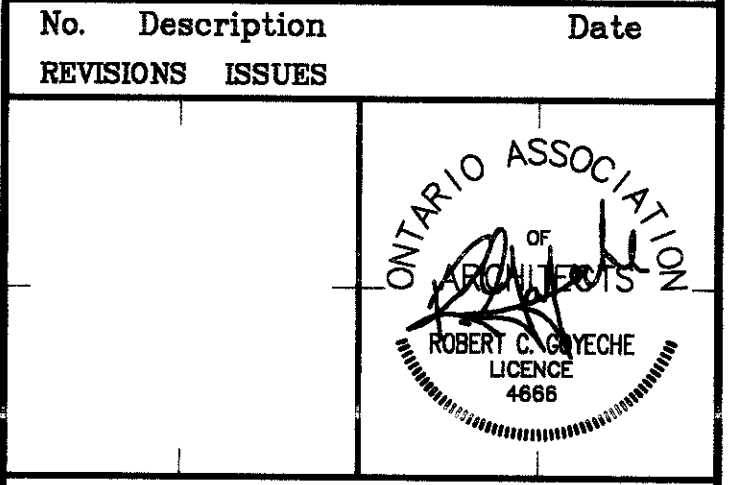 No. Description Date
REVISIONS ISSUES
ONTARIO ASSOCIATION
OF
ARCHITECTS
ROBERT C. GOYECHE
LICENCE
4666